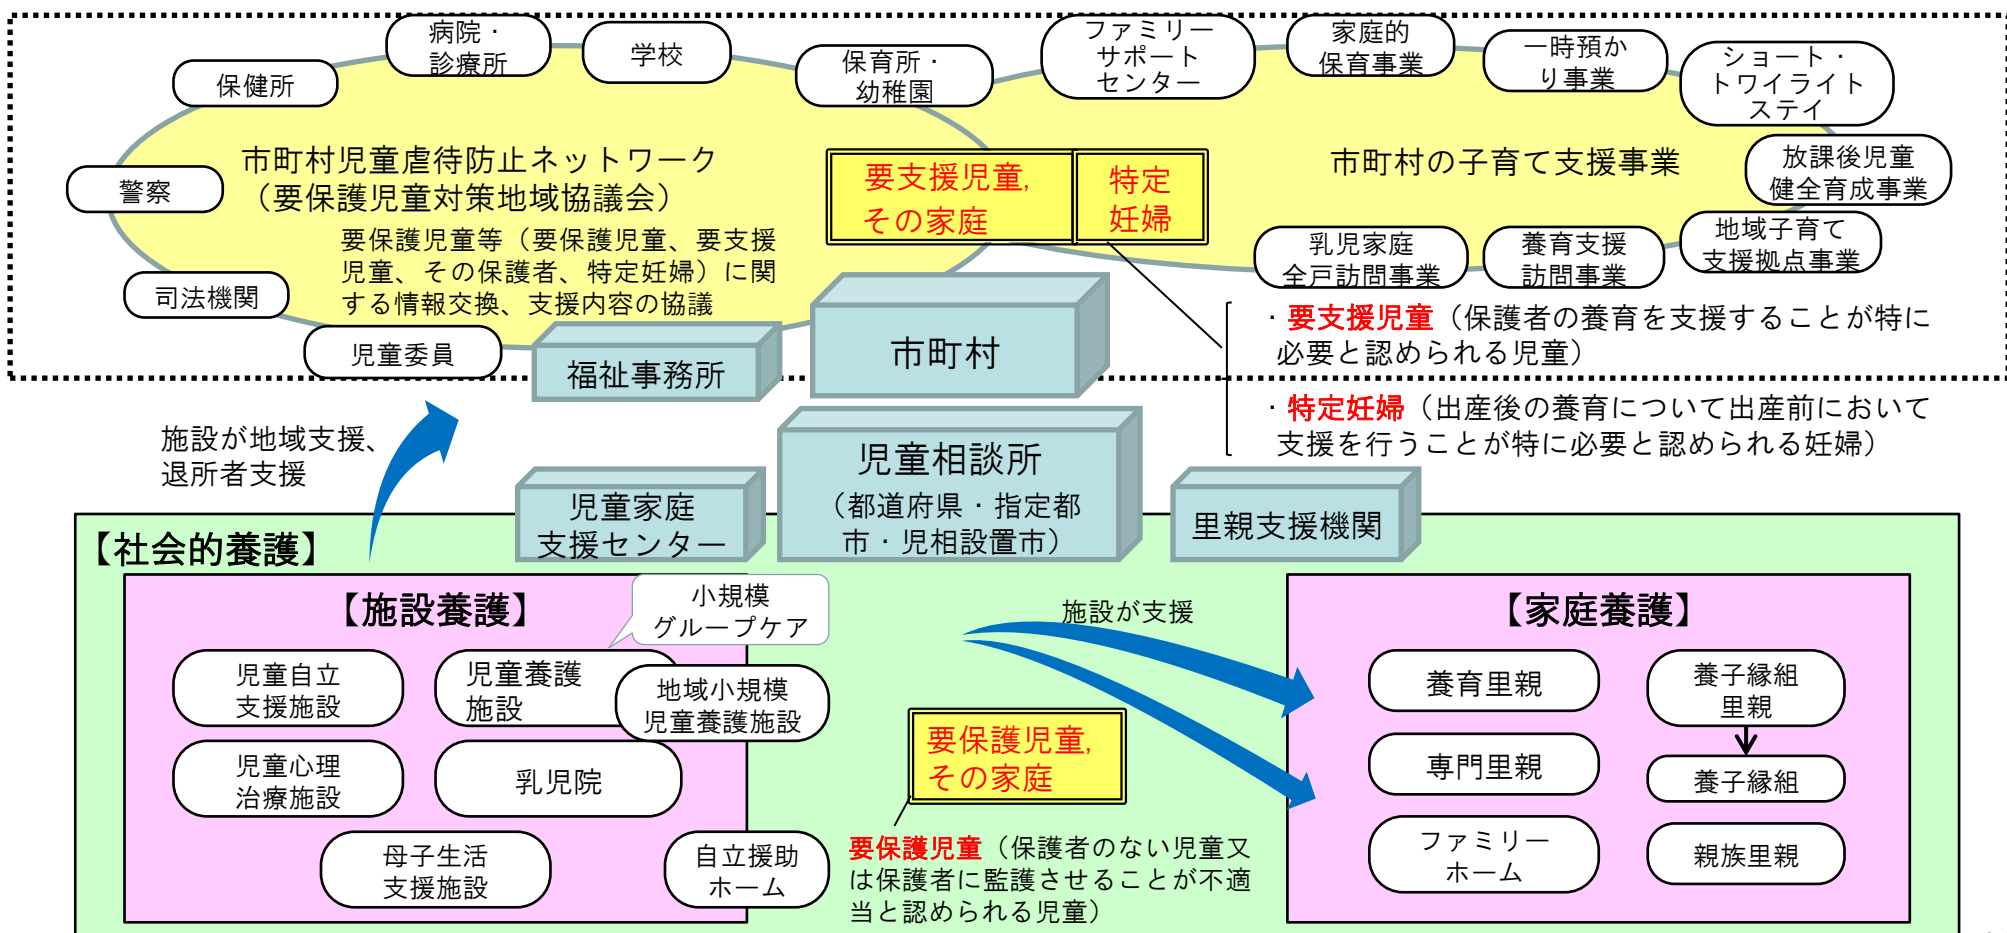 病院・
診療所
学校
保育所・
幼稚園
ファミリー
サポート
センター
家庭的
保育事業
一時預か
り事業
ショート・
トワイライト
ステイ
保健所
警察
司法機関
児童委員
市町村児童虐待防止ネットワーク
（要保護児童対策地域協議会）
要保護児童等（要保護児童、要支援
児童、その保護者、特定妊婦）に関
する情報交換、支援内容の協議
要支援児童,
その家庭
特定
妊婦
市町村の子育て支援事業
放課後児童
健全育成事業
地域子育て
支援拠点事業
養育支援
訪問事業
乳児家庭
全戸訪問事業
福祉事務所
市町村
・要支援児童（保護者の養育を支援することが特に
必要と認められる児童）
・特定妊婦（出産後の養育について出産前において
支援を行うことが特に必要と認められる妊婦）
施設が地域支援、
退所者支援
児童家庭
支援センター
児童相談所
（都道府県・指定都
市・児相設置市）
里親支援機関
【社会的養護】
【施設養護】
小規模
グループケア
児童自立
支援施設
児童養護
施設
地域小規模
児童養護施設
児童心理
治療施設
乳児院
母子生活
支援施設
自立援助
ホーム
施設が支援
要保護児童,
その家庭
要保護児童（保護者のない児童又
は保護者に監護させることが不適
当と認められる児童）
【家庭養護】
養育里親
養子縁組
里親
専門里親
養子縁組
ファミリー
ホーム
親族里親